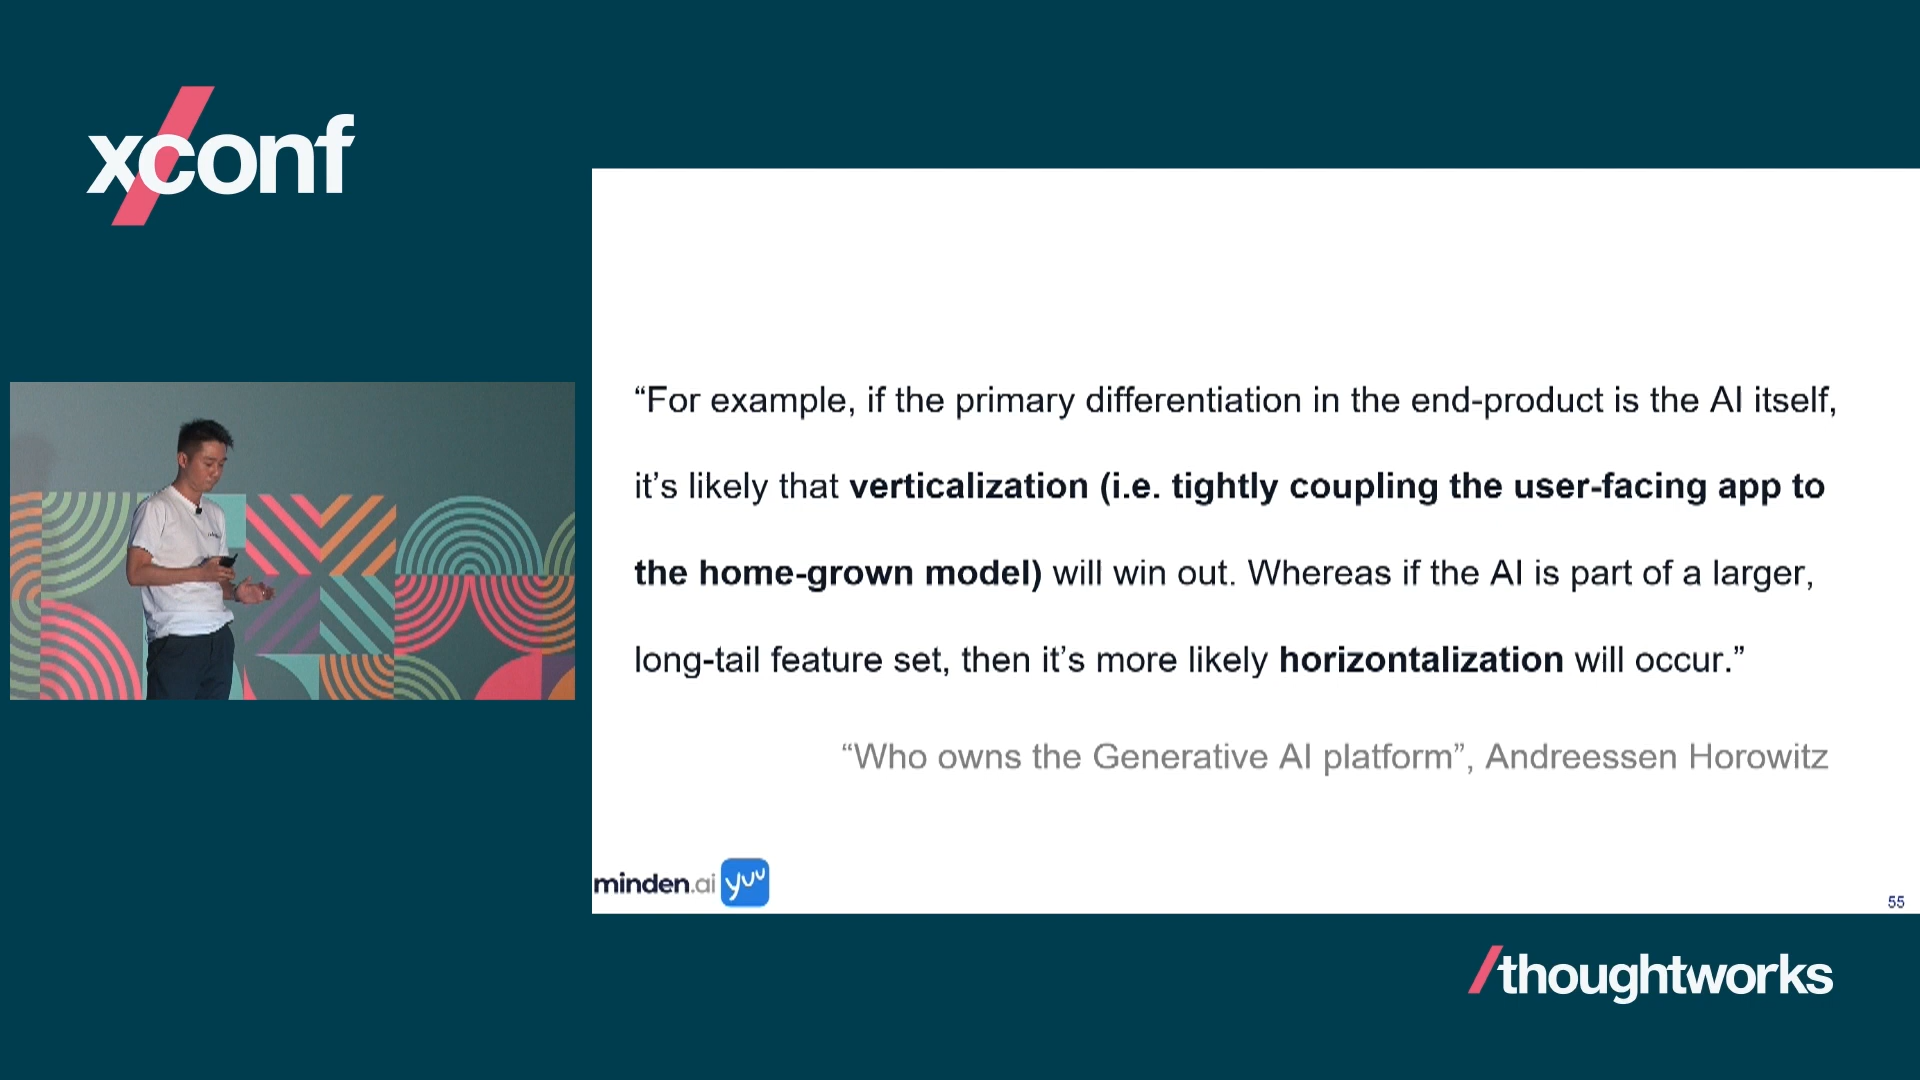 xconf
“For example, if the primary differentiation in the end-product is the AI itself,
it’s likely that verticalization (i.e. tightly coupling the user-facing app to
the home-grown model) will win out. Whereas if the AI is part of a larger,
long-tail feature set, then it’s more likely horizontalization will occur.”
“Who owns the Generative AI platform”, Andreessen Horowitz
minden.ai yuu
55
/thoughtworks